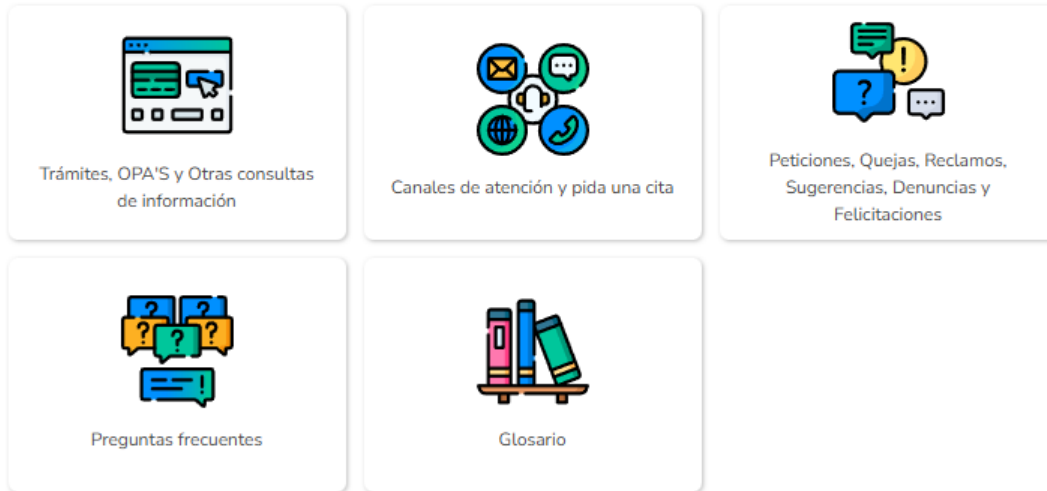 Trámites, OPA'S y Otras consultas
de información
Canales de atención y pida una cita
Peticiones, Quejas, Reclamos,
Sugerencias, Denuncias y
Felicitaciones
Preguntas frecuentes
Glosario